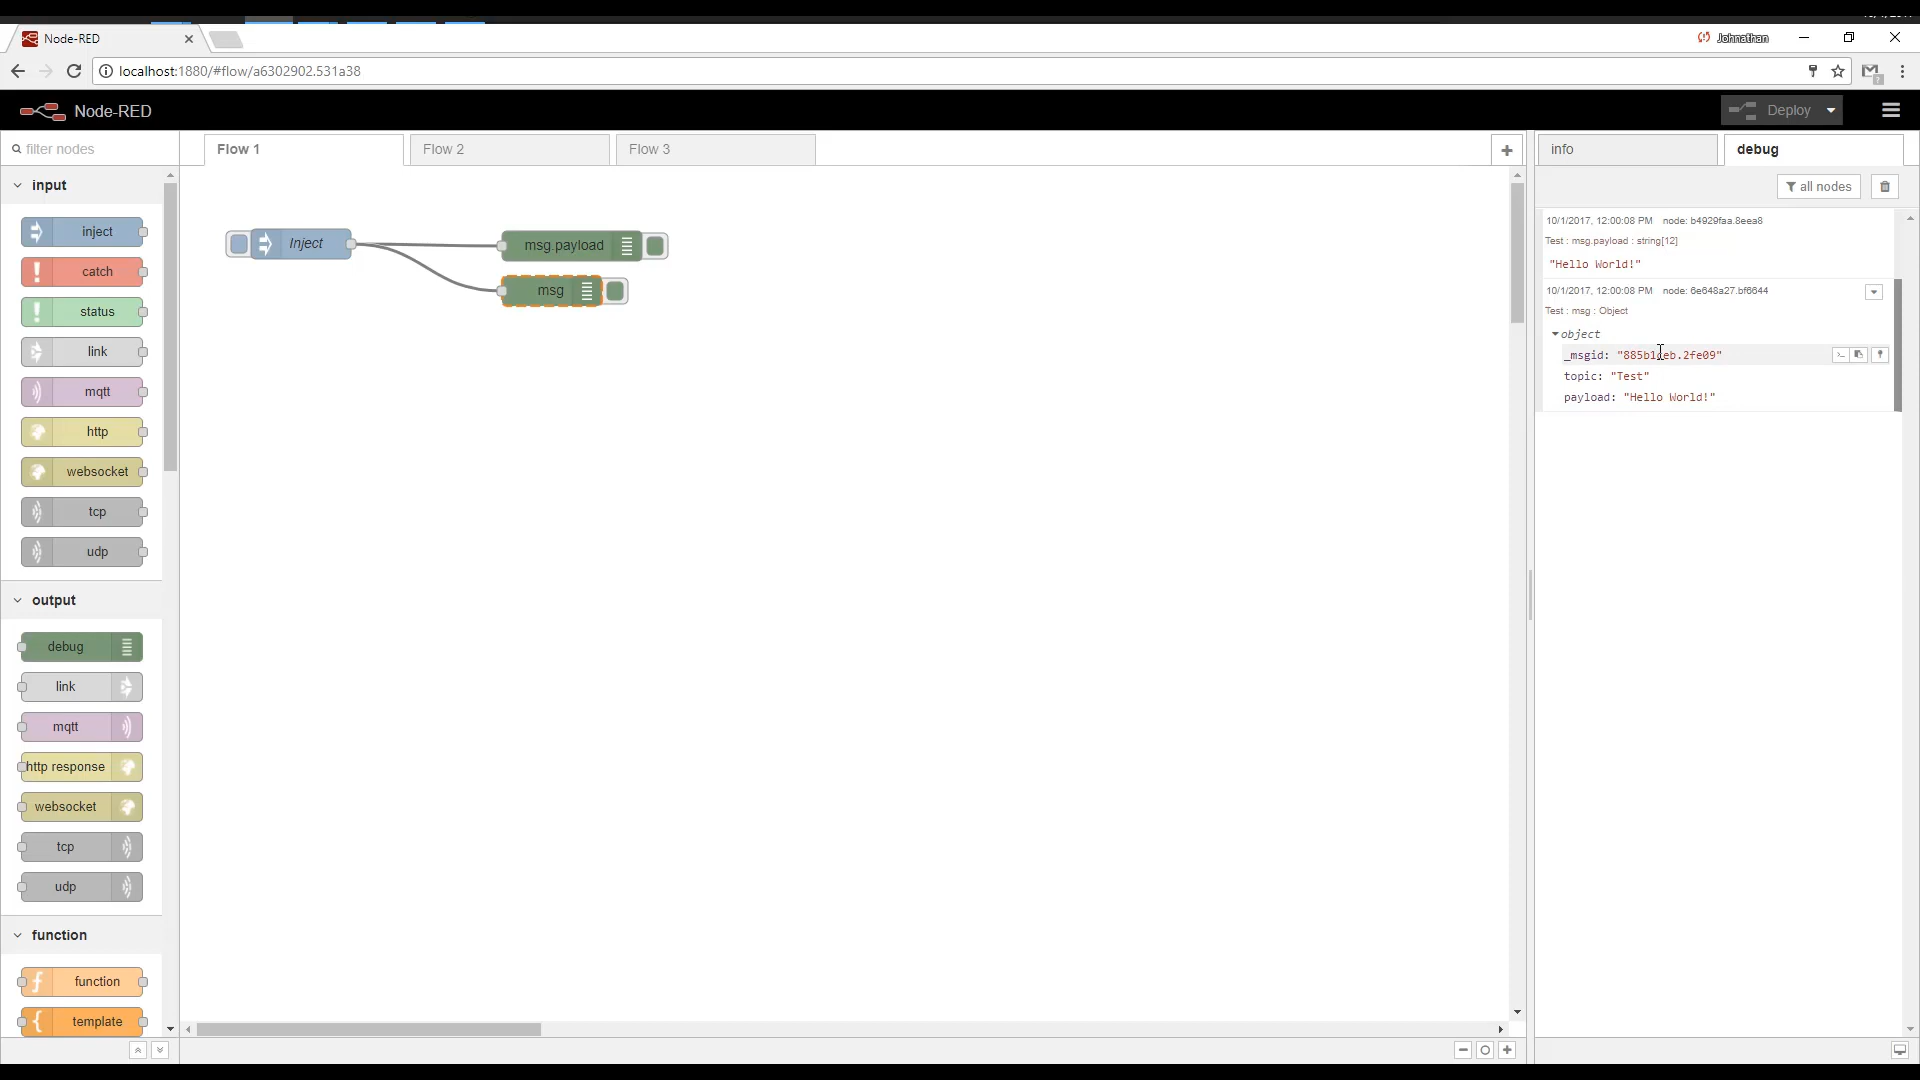 Node-RED
Johnathan
localhost:1880/#flow/a6302902.531a38
Node-RED
Deploy
filter nodes
Flow 1
Flow 2
Flow 3
info
debug
all nodes
input
inject
catch
status
link
mqtt
http
websocket
tcp
udp
output
debug
link
mqtt
http response
websocket
tcp
udp
function
function
template
Inject
msg.payload
msg
10/1/2017, 12:00:08 PM node: b4929faa.8eea8
Test : msg.payload : string[12]
"Hello World!"
10/1/2017, 12:00:08 PM node: 6e648a27.bf6644
Test : msg : Object
object
_msgid:
topic: "Test"
payload: "Hello World!"